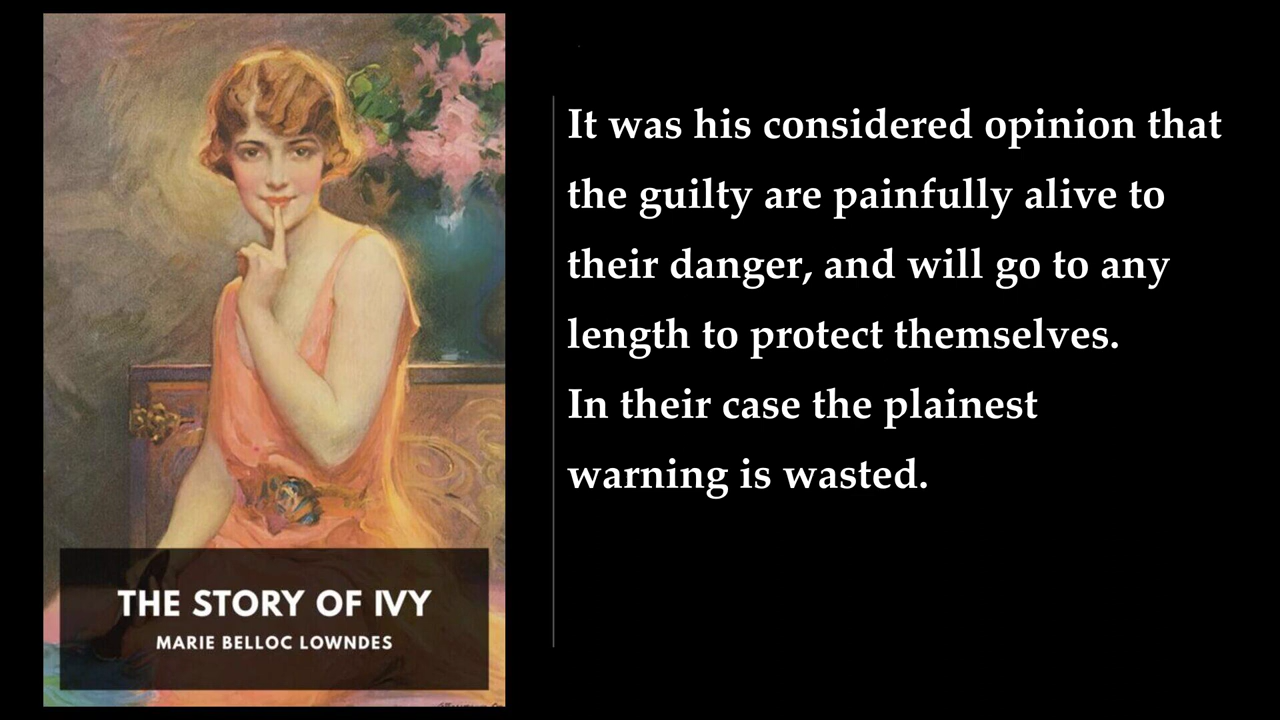 THE STORY OF IVY
MARIE BELLOC LOWNDES
It was his considered opinion that
the guilty are painfully alive to
their danger, and will go to any
length to protect themselves.
In their case the plainest
warning is wasted.